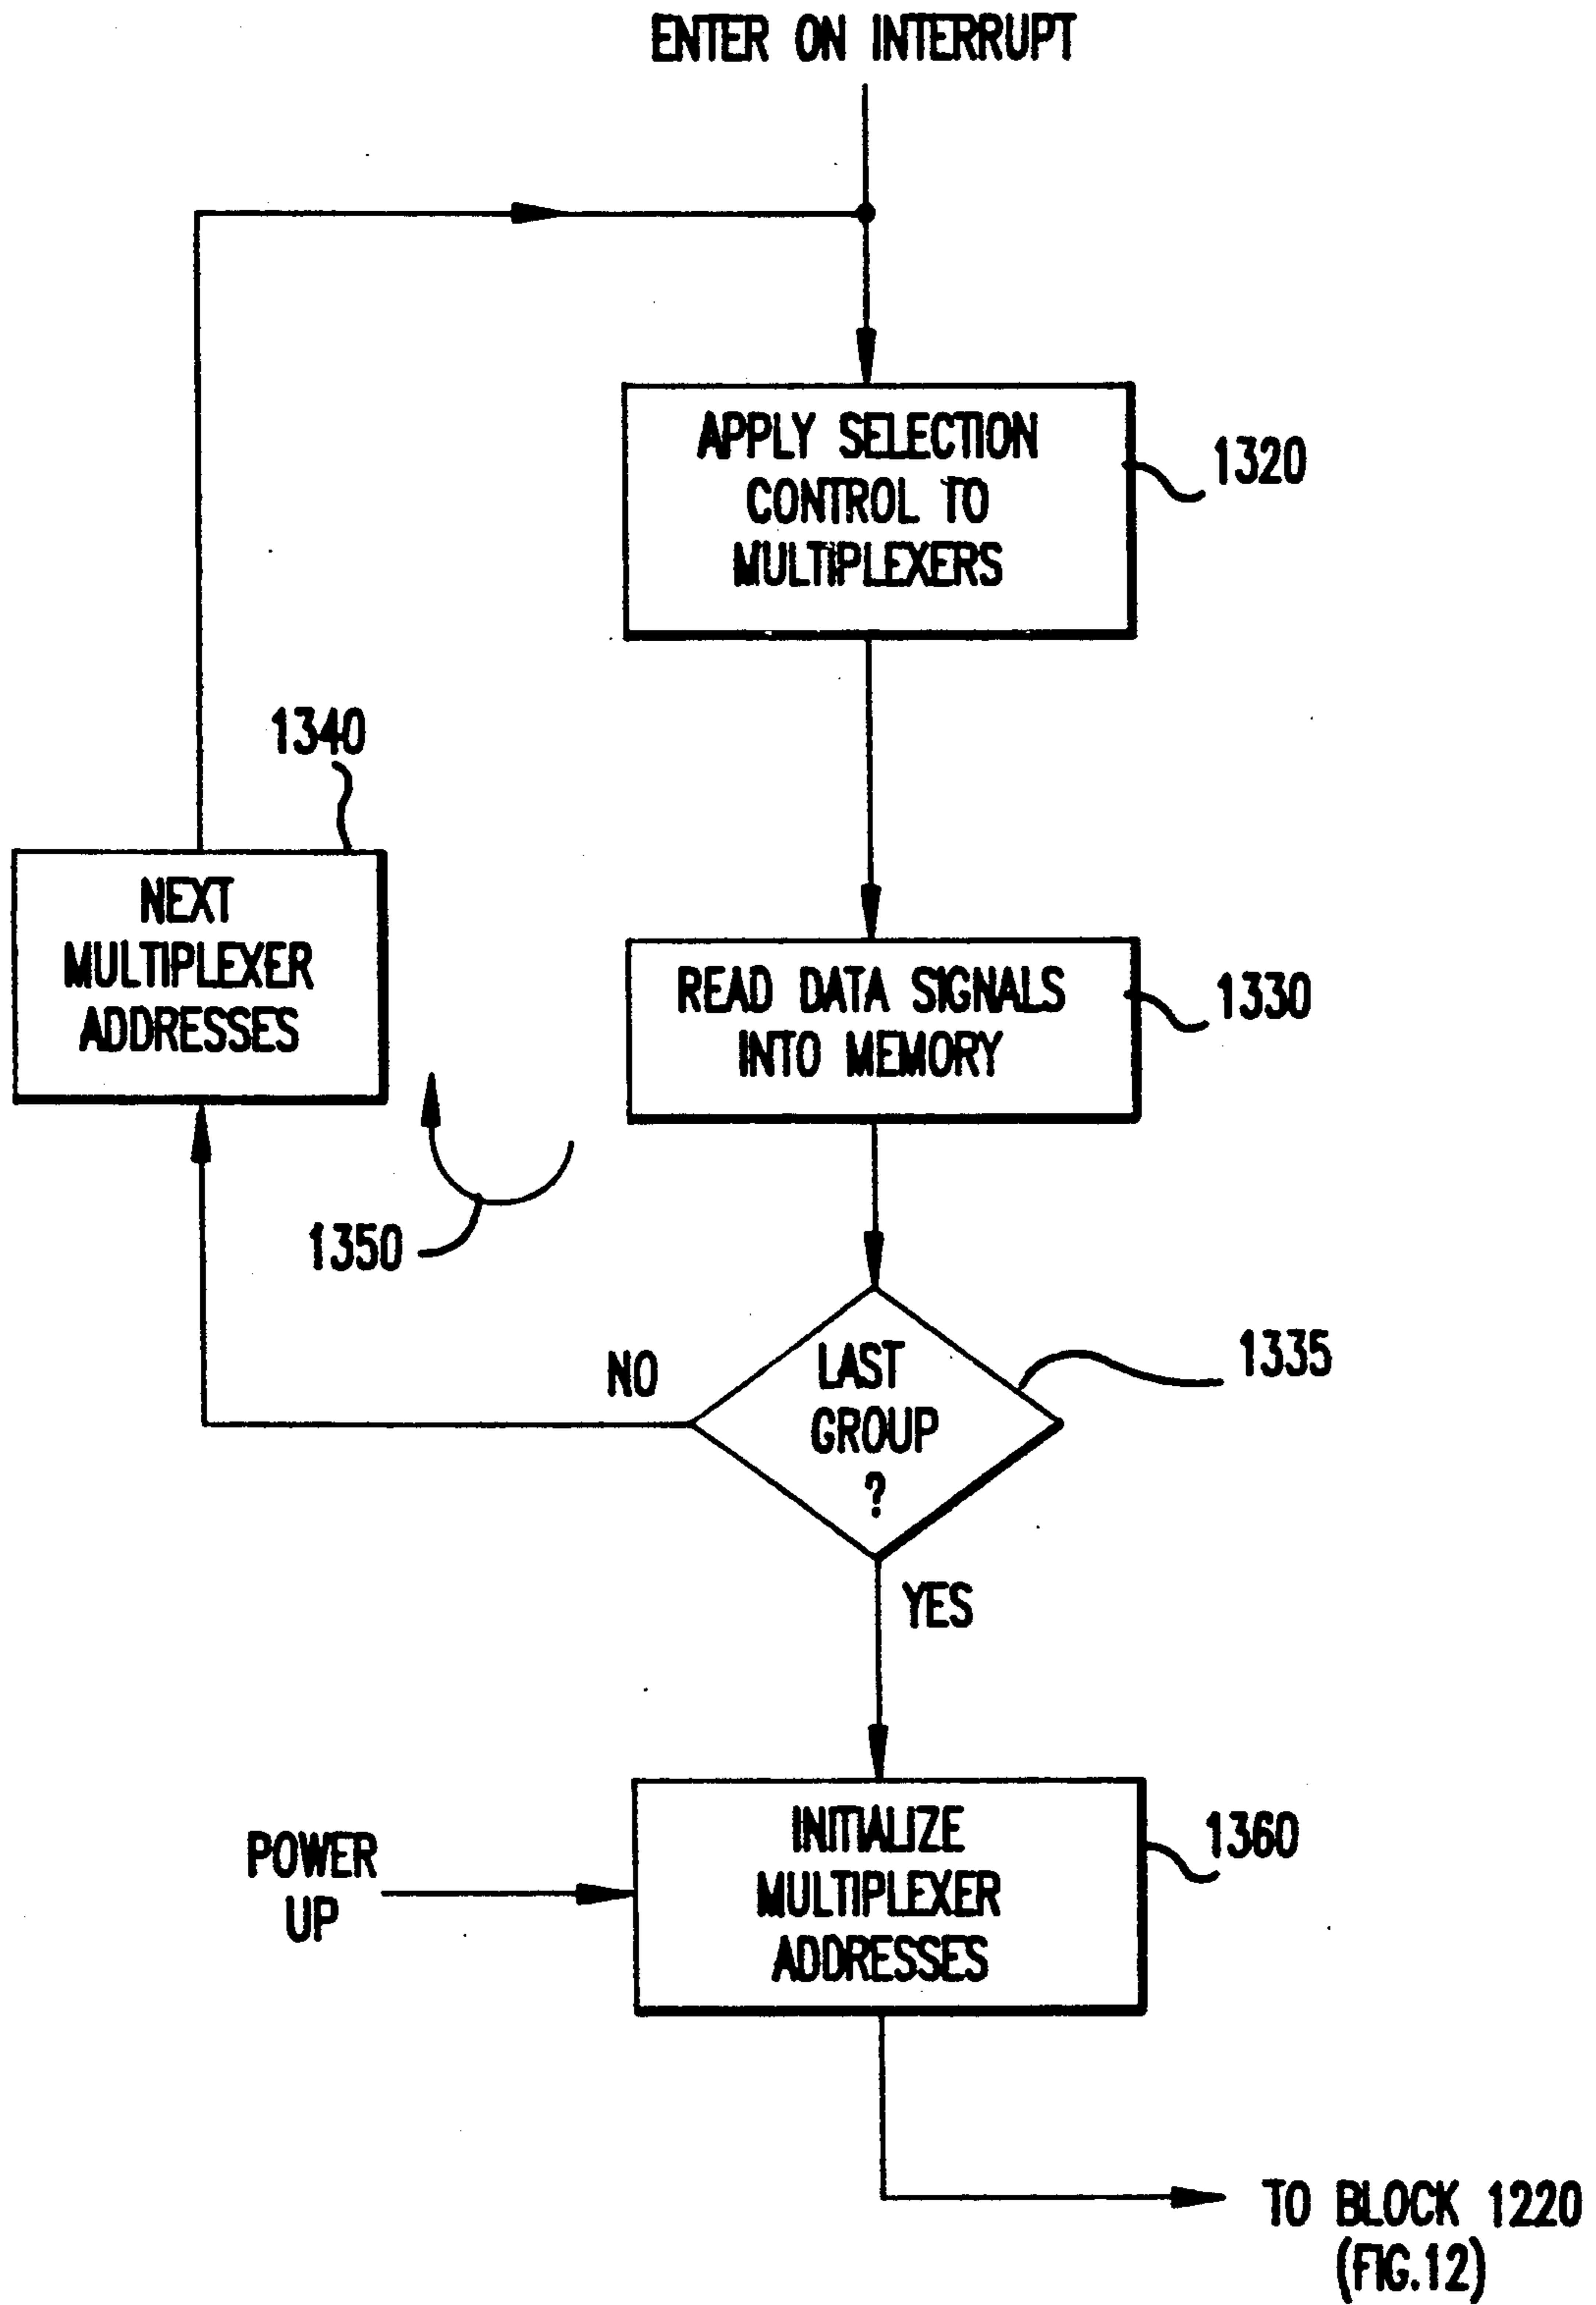 ENTER ON INTERRUPT
APPLY SELECTION
CONTROL TO
MULTIPLEXERS
1320
1340
NEXT
MULTIPLEXER
ADDRESSES
READ DATA SIGNALS
INTO MEMORY
1330
1350
NO
LAST
GROUP
?
1335
YES
POWER
UP
INITIALIZE
MULTIPLEXER
ADDRESSES
1360
TO BLOCK 1220
(FIG.12)